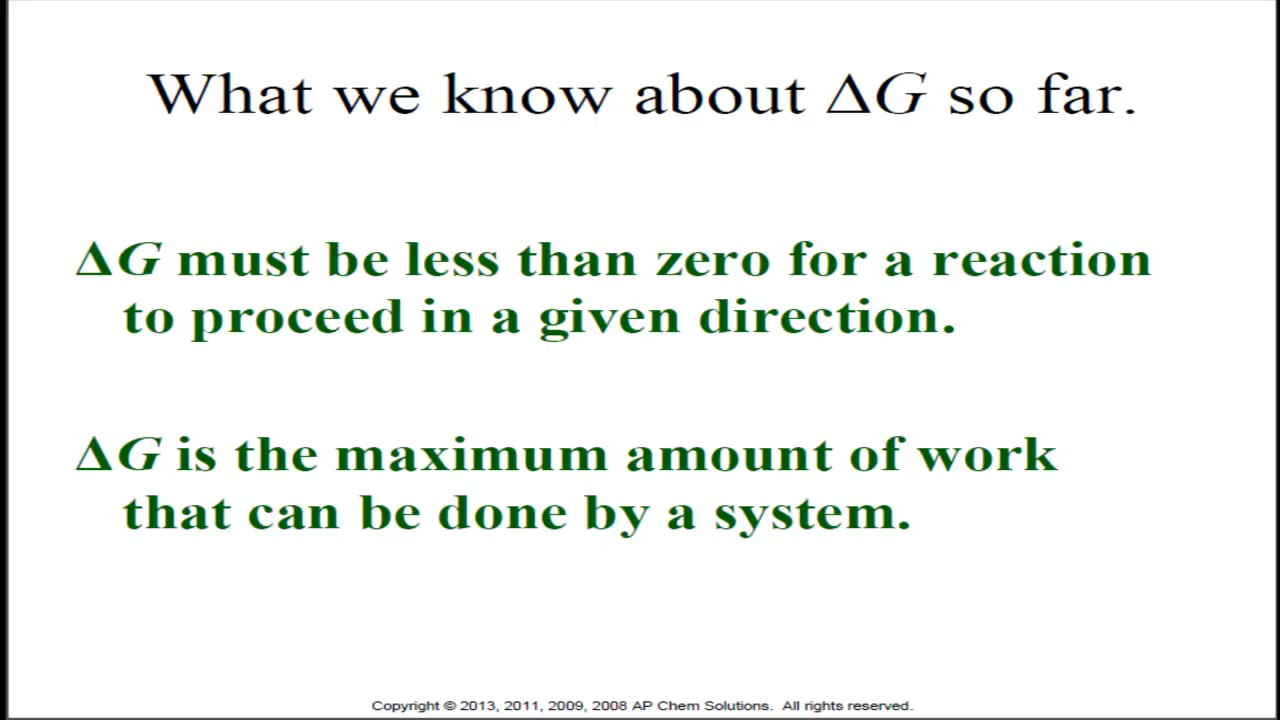 What we know about ΔG so far.
ΔG must be less than zero for a reaction
to proceed in a given direction.
ΔG is the maximum amount of work
that can be done by a system.
Copyright © 2013, 2011, 2009, 2008 AP Chem Solutions.  All rights reserved.